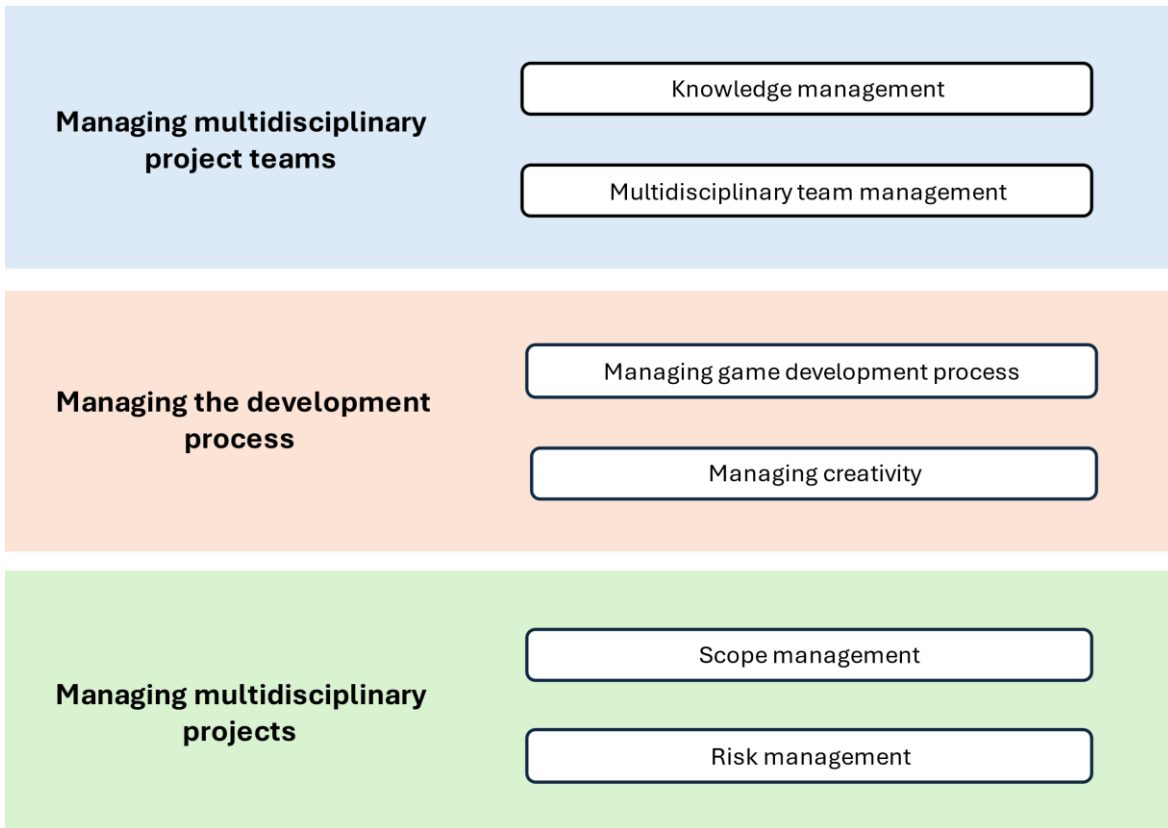 Managing multidisciplinary
project teams
Knowledge management
Multidisciplinary team management
Managing the development
process
Managing game development process
Managing creativity
Managing multidisciplinary
projects
Scope management
Risk management